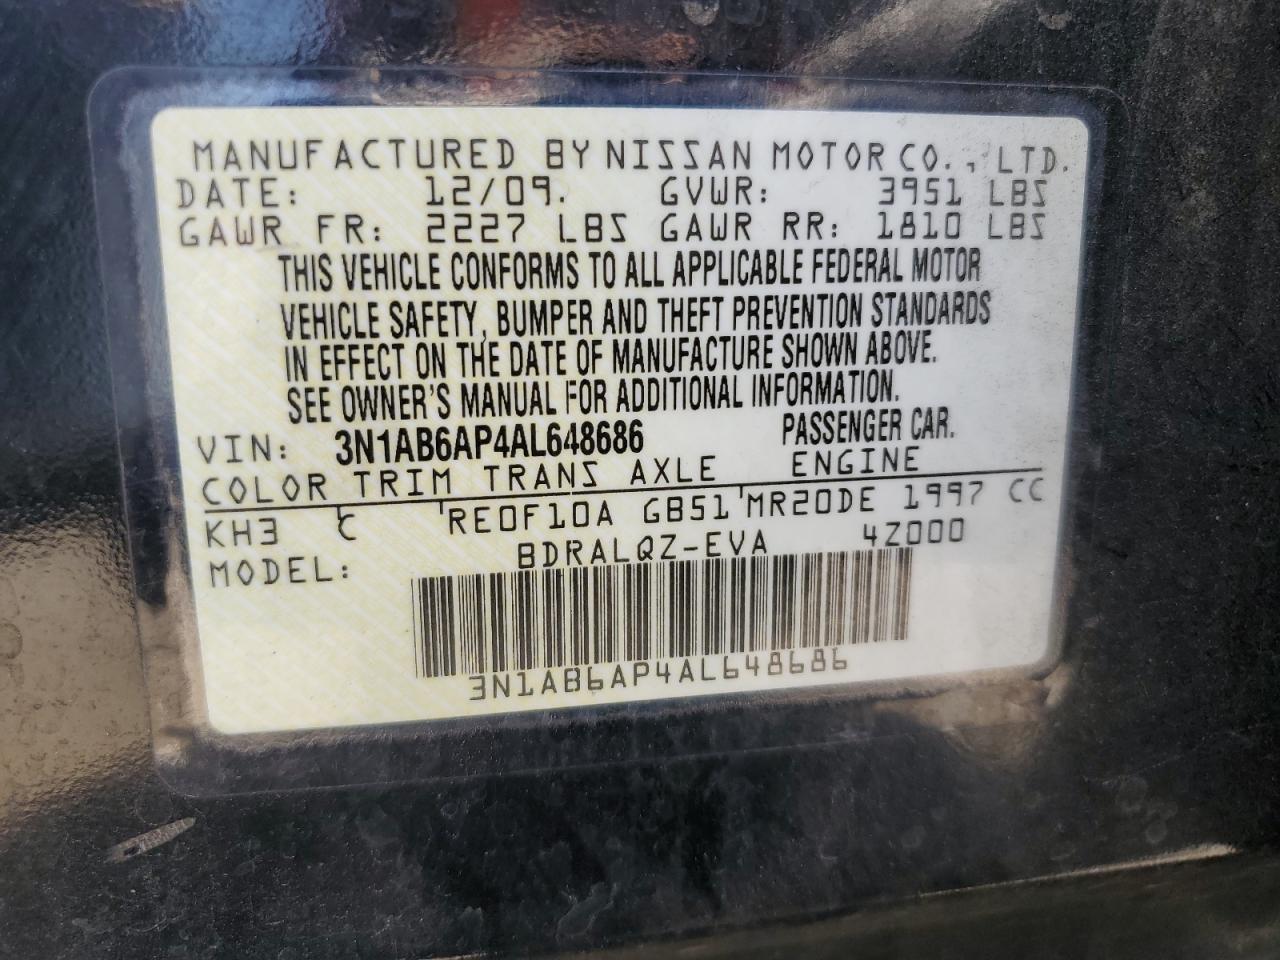 MANUFACTURED BY NISSAN MOTOR CO., LTD.
DATE: 12/09. GVWR: 3951 LBS
GAWR FR: 2227 LBS GAWR RR: 1810 LBS
THIS VEHICLE CONFORMS TO ALL APPLICABLE FEDERAL MOTOR
VEHICLE SAFETY, BUMPER AND THEFT PREVENTION STANDARDS
IN EFFECT ON THE DATE OF MANUFACTURE SHOWN ABOVE.
SEE OWNER'S MANUAL FOR ADDITIONAL INFORMATION.
VIN: 3N1AB6AP4AL648686 PASSENGER CAR.
COLOR TRIM TRANS AXLE ENGINE
KH3 C RE0F10A GB51 MR20DE 1997 CC
MODEL: BDRALQZ-EVA 4Z000
3N1AB6AP4AL648686